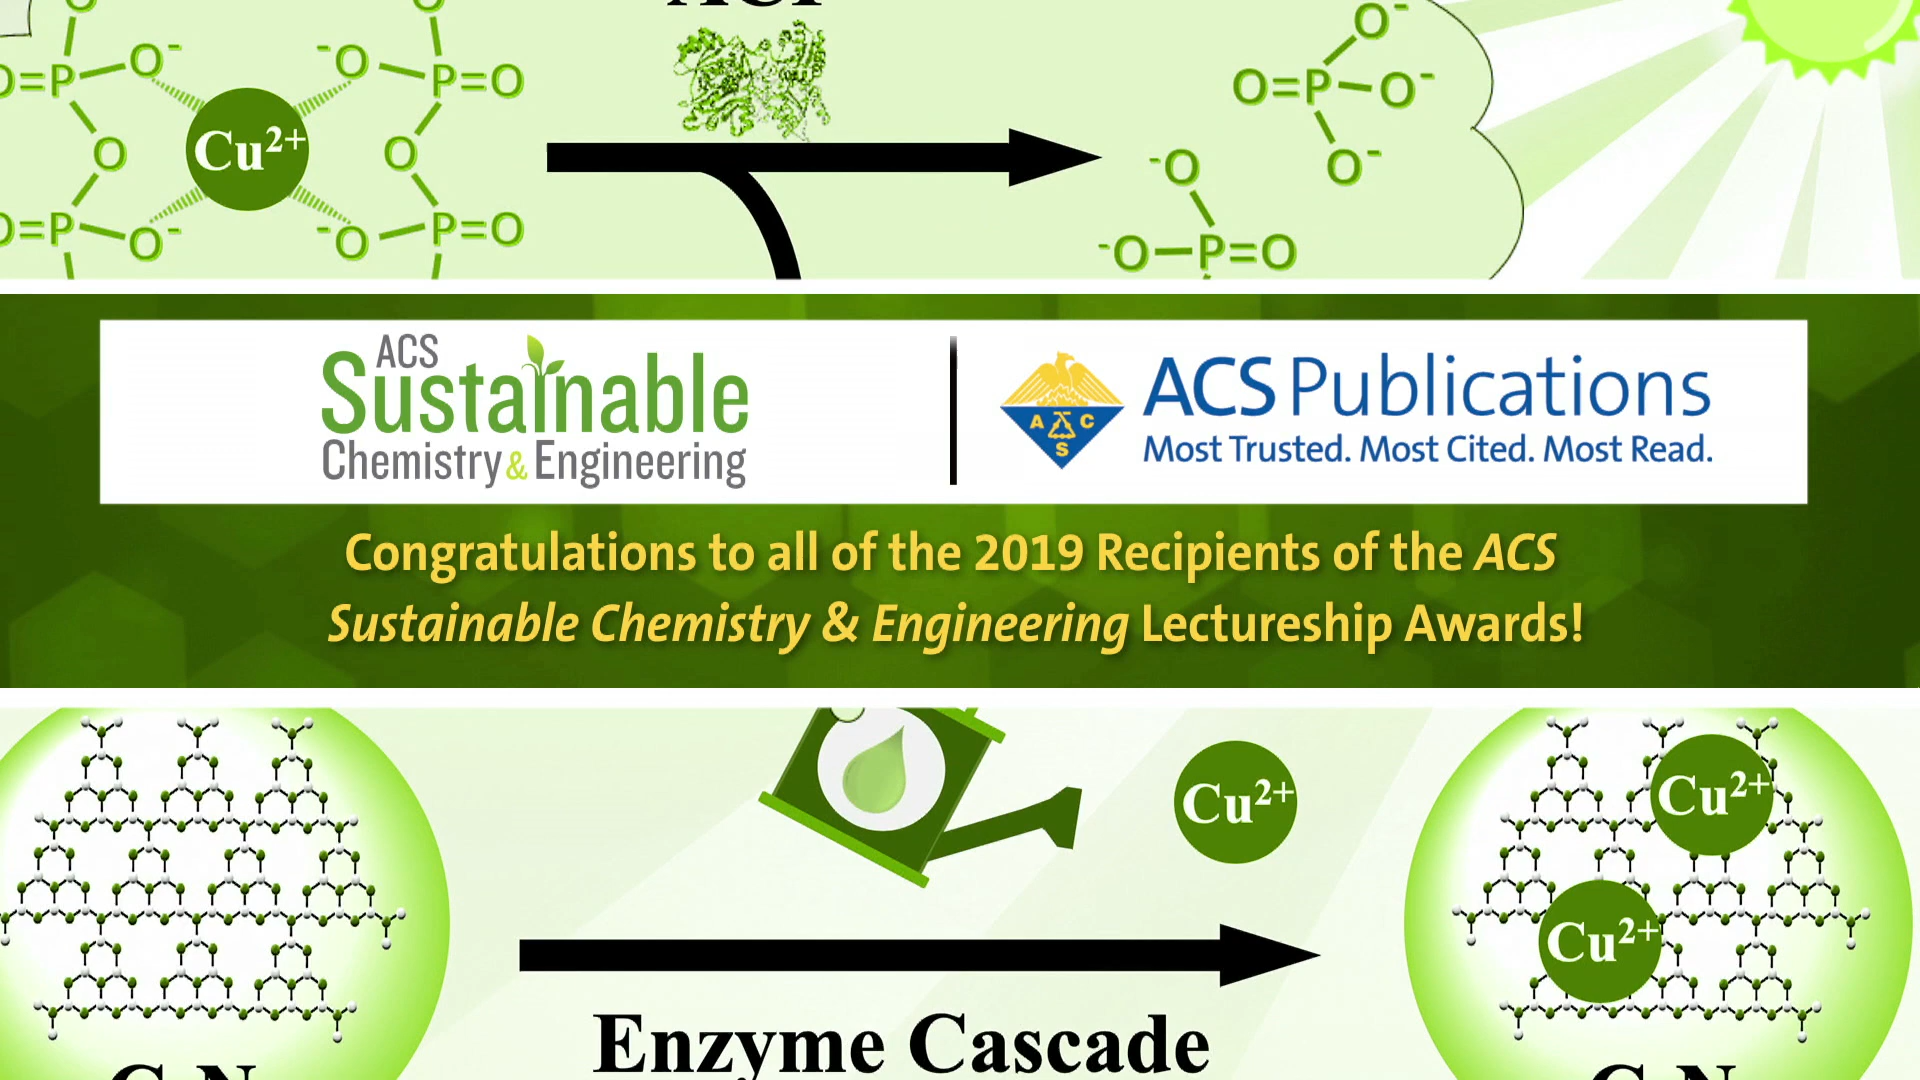 O⁻
O=P—O⁻
O⁻
⁻O
⁻O—P=O
=P
O⁻
⁻O
P=O
O
Cu²⁺
O
=P
O⁻
⁻O
P=O
ACS
Sustainable
Chemistry & Engineering
ACS Publications
Most Trusted. Most Cited. Most Read.
A C S
Congratulations to all of the 2019 Recipients of the ACS
Sustainable Chemistry & Engineering Lectureship Awards!
Cu²⁺
Cu²⁺
Cu²⁺
Enzyme Cascade